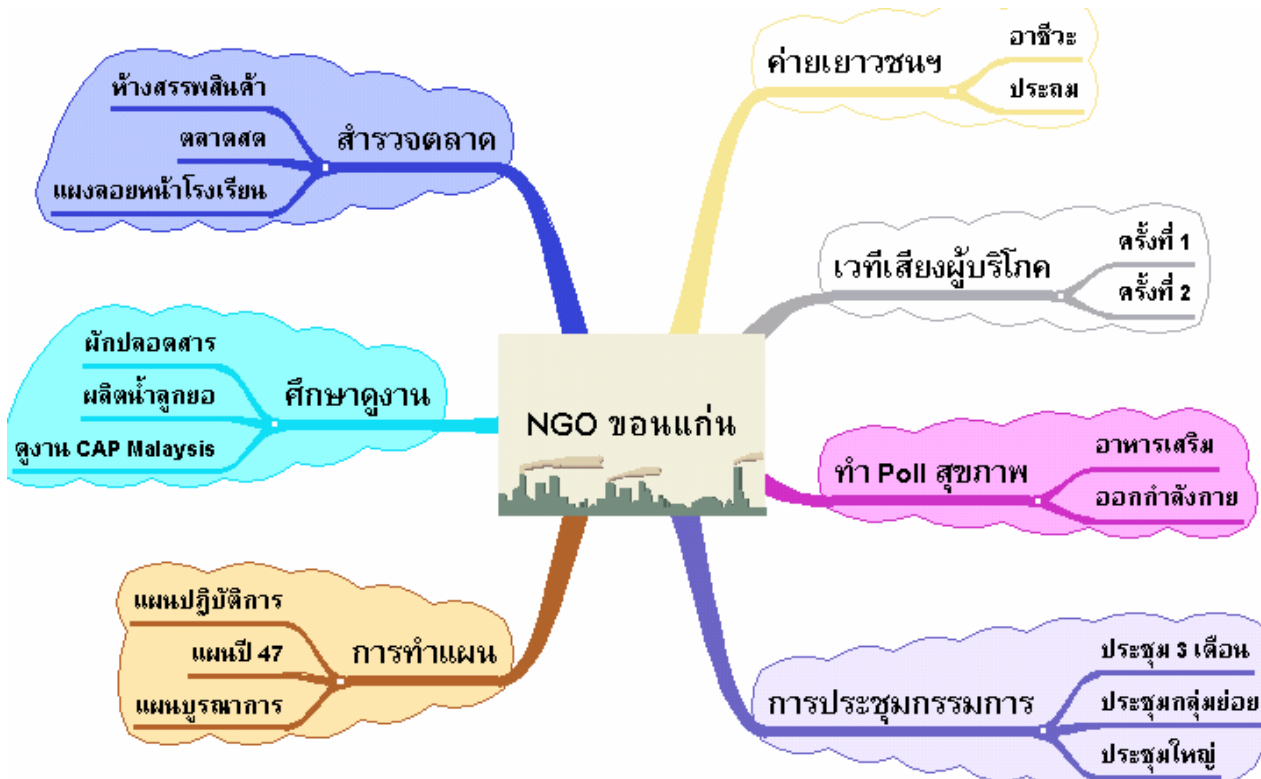 NGO ขอนแก่น
ค่ายเยาวชนฯ
อาชีวะ
ประถม
เวทีเสียงผู้บริโภค
ครั้งที่ 1
ครั้งที่ 2
ทำ Poll สุขภาพ
อาหารเสริม
ออกกำลังกาย
การประชุมกรรมการ
ประชุม 3 เดือน
ประชุมกลุ่มย่อย
ประชุมใหญ่
สำรวจตลาด
ห้างสรรพสินค้า
ตลาดสด
แผงลอยหน้าโรงเรียน
ศึกษาดูงาน
ผักปลอดสาร
ผลิตน้ำลูกยอ
ดูงาน CAP Malaysis
การทำแผน
แผนปฏิบัติการ
แผนปี 47
แผนบูรณาการ